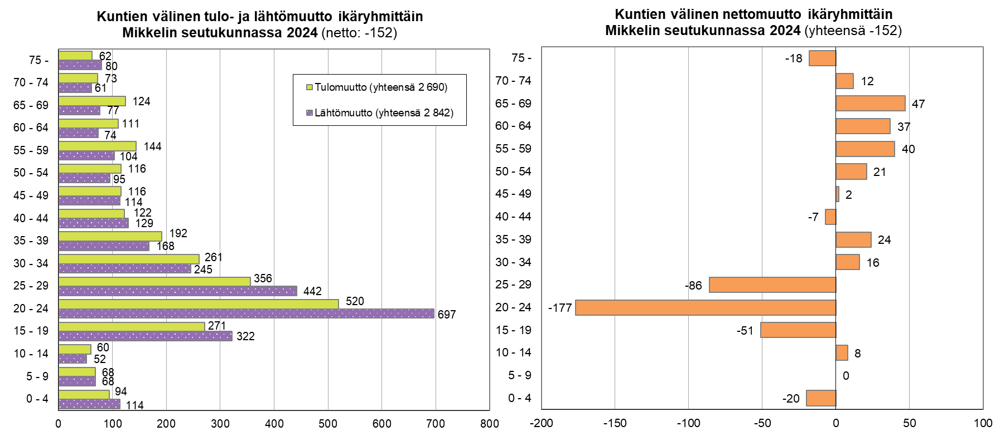 Kuntien välinen tulo- ja lähtömuutto ikäryhmittäin
Mikkelin seutukunnassa 2024 (netto: -152)
75 -
62
80
70 - 74
73
61
65 - 69
124
77
60 - 64
111
74
55 - 59
144
104
50 - 54
116
95
45 - 49
116
114
40 - 44
122
129
35 - 39
192
168
30 - 34
261
245
25 - 29
356
442
20 - 24
520
697
15 - 19
271
322
10 - 14
60
52
5 - 9
68
68
0 - 4
94
114
Tulomuutto (yhteensä 2 690)
Lähtömuutto (yhteensä 2 842)
0 100 200 300 400 500 600 700 800
Kuntien välinen nettomuutto ikäryhmittäin
Mikkelin seutukunnassa 2024 (yhteensä -152)
75 - -18
70 - 74 12
65 - 69 47
60 - 64 37
55 - 59 40
50 - 54 21
45 - 49 2
40 - 44 -7
35 - 39 24
30 - 34 16
25 - 29 -86
20 - 24 -177
15 - 19 -51
10 - 14 8
5 - 9 0
0 - 4 -20
-200 -150 -100 -50 0 50 100